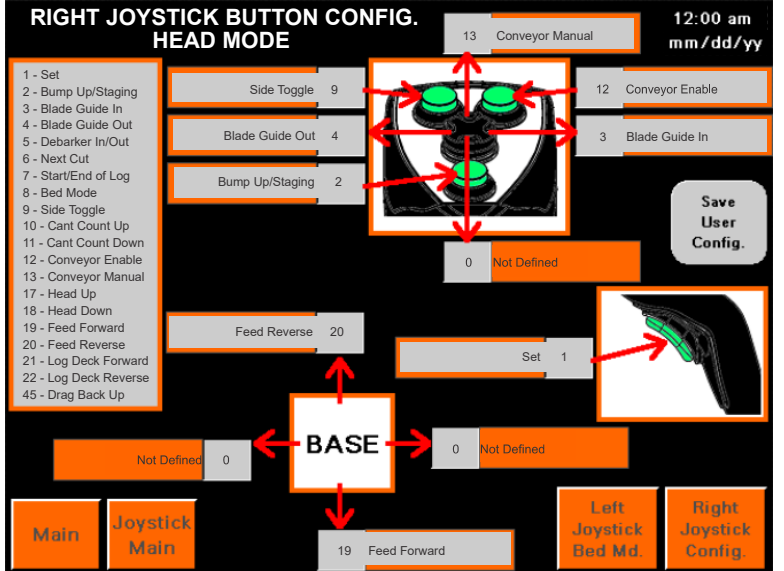 RIGHT JOYSTICK BUTTON CONFIG.
HEAD MODE
12:00 am
mm/dd/yy
13 Conveyor Manual
1 - Set
2 - Bump Up/Staging
3 - Blade Guide In
4 - Blade Guide Out
5 - Debarker In/Out
6 - Next Cut
7 - Start/End of Log
8 - Bed Mode
9 - Side Toggle
10 - Cant Count Up
11 - Cant Count Down
12 - Conveyor Enable
13 - Conveyor Manual
17 - Head Up
18 - Head Down
19 - Feed Forward
20 - Feed Reverse
21 - Log Deck Forward
22 - Log Deck Reverse
45 - Drag Back Up
Side Toggle 9
12 Conveyor Enable
Blade Guide Out 4
3 Blade Guide In
Bump Up/Staging 2
Save
User
Config.
0 Not Defined
Feed Reverse 20
Set 1
BASE
Not Defined 0
0 Not Defined
19 Feed Forward
Main
Joystick
Main
Left
Joystick
Bed Md.
Right
Joystick
Config.